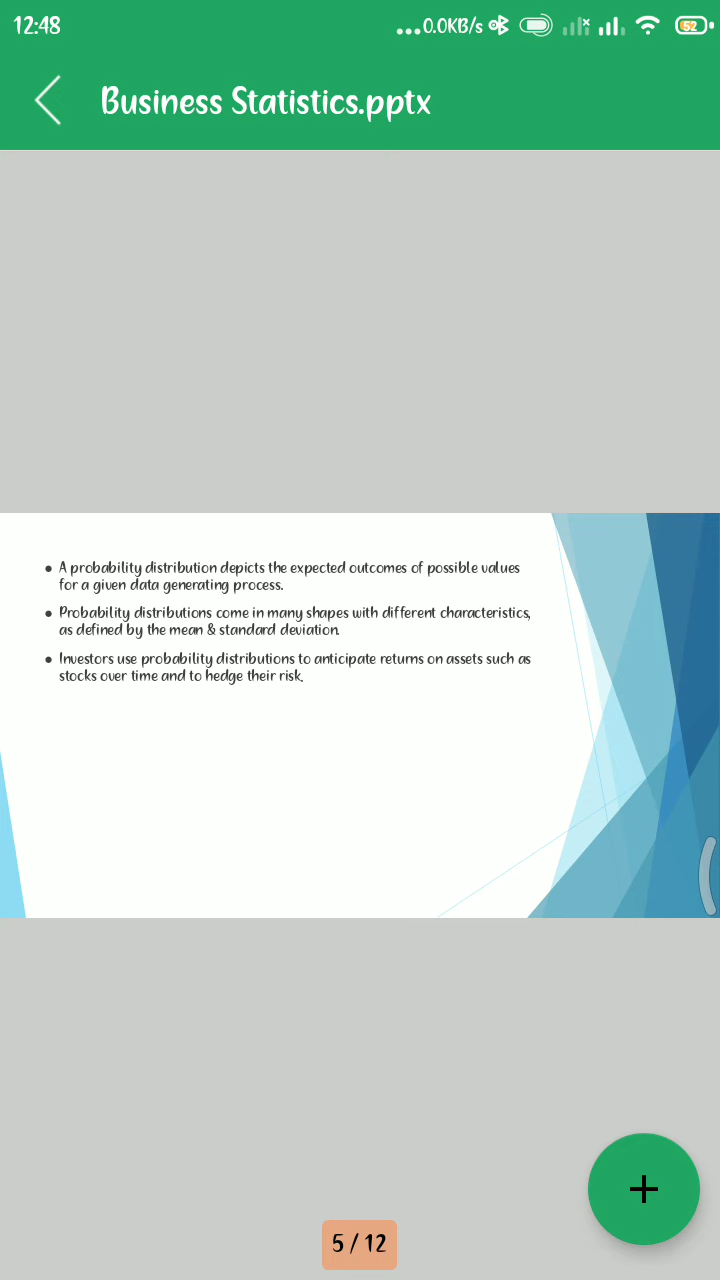 12:48
...0.0KB/s
52
Business Statistics.pptx
• A probability distribution depicts the expected outcomes of possible values
for a given data generating process.
• Probability distributions come in many shapes with different characteristics,
as defined by the mean & standard deviation.
• Investors use probability distributions to anticipate returns on assets such as
stocks over time and to hedge their risk.
5 / 12